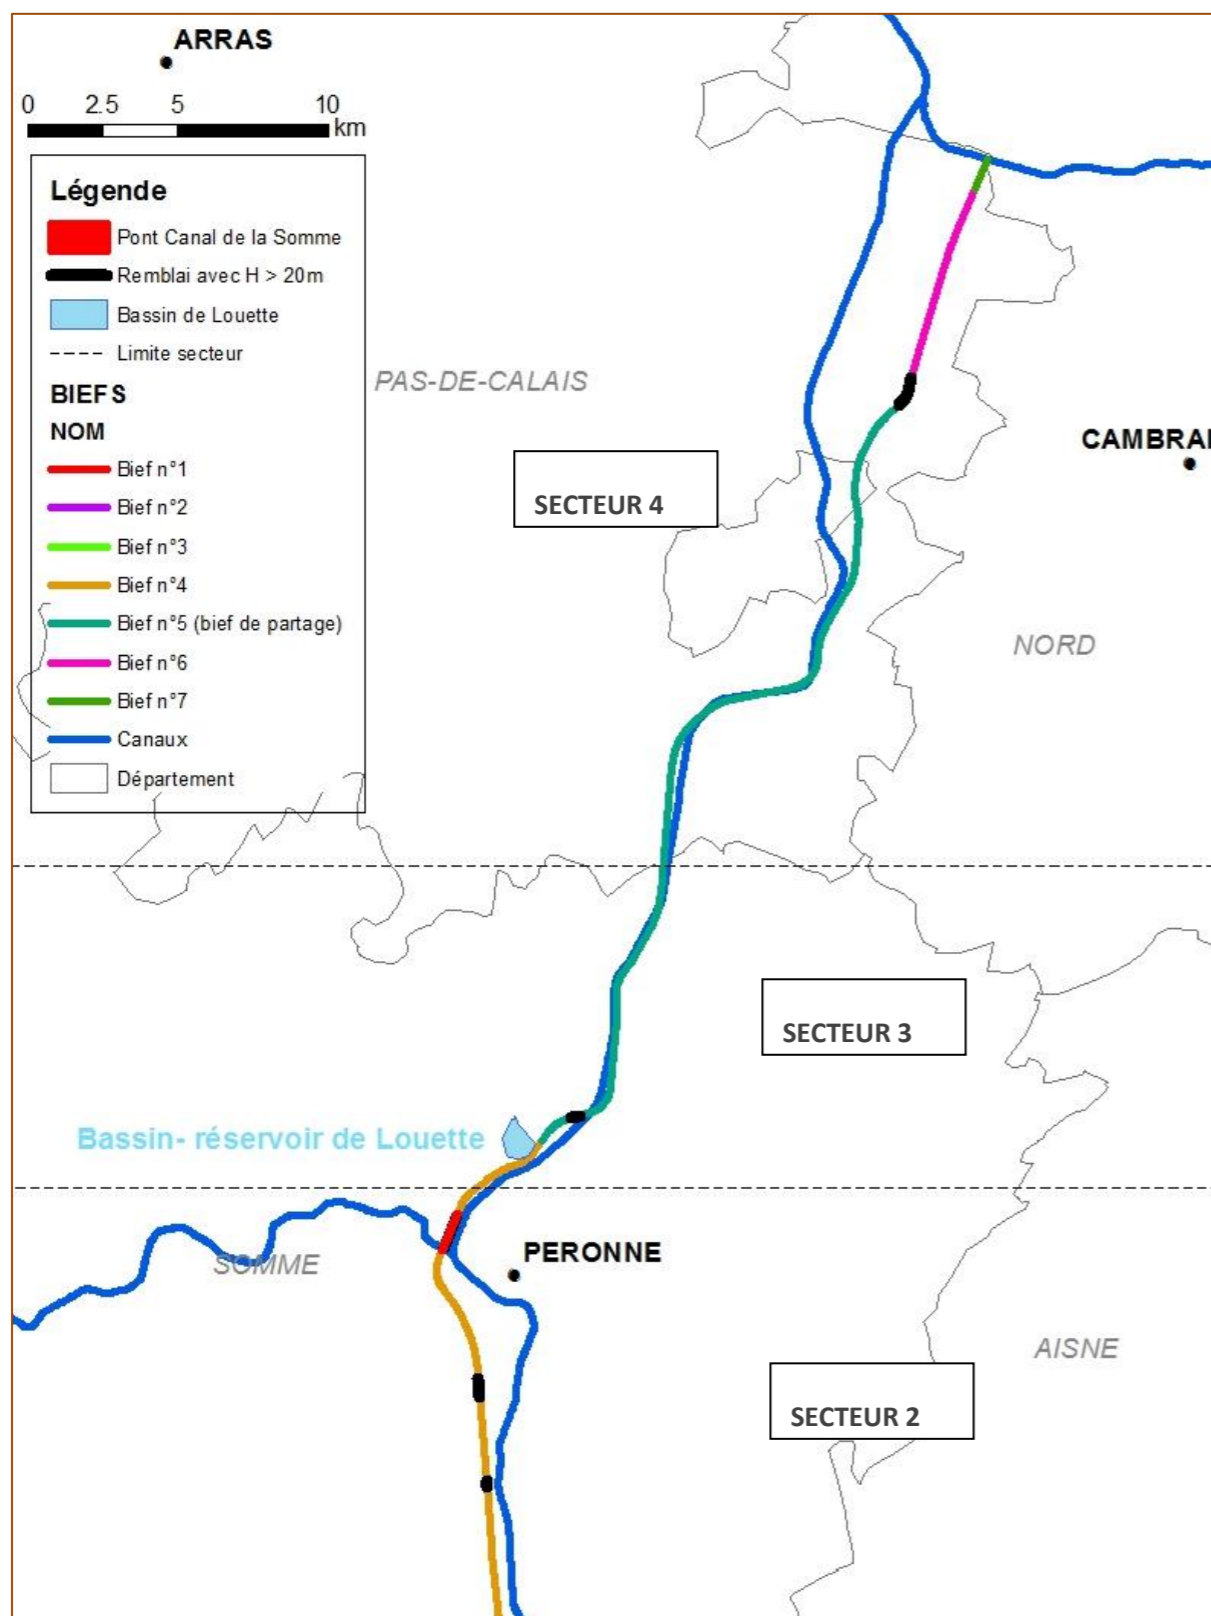 ARRAS
0 2.5 5 10
km
Légende
Pont Canal de la Somme
Remblai avec H > 20m
Bassin de Louette
Limite secteur
BIEFS
NOM
Bief n°1
Bief n°2
Bief n°3
Bief n°4
Bief n°5 (bief de partage)
Bief n°6
Bief n°7
Canaux
Département
PAS-DE-CALAIS
CAMBRAI
SECTEUR 4
NORD
SECTEUR 3
Bassin- réservoir de Louette
SOMME
PERONNE
AISNE
SECTEUR 2